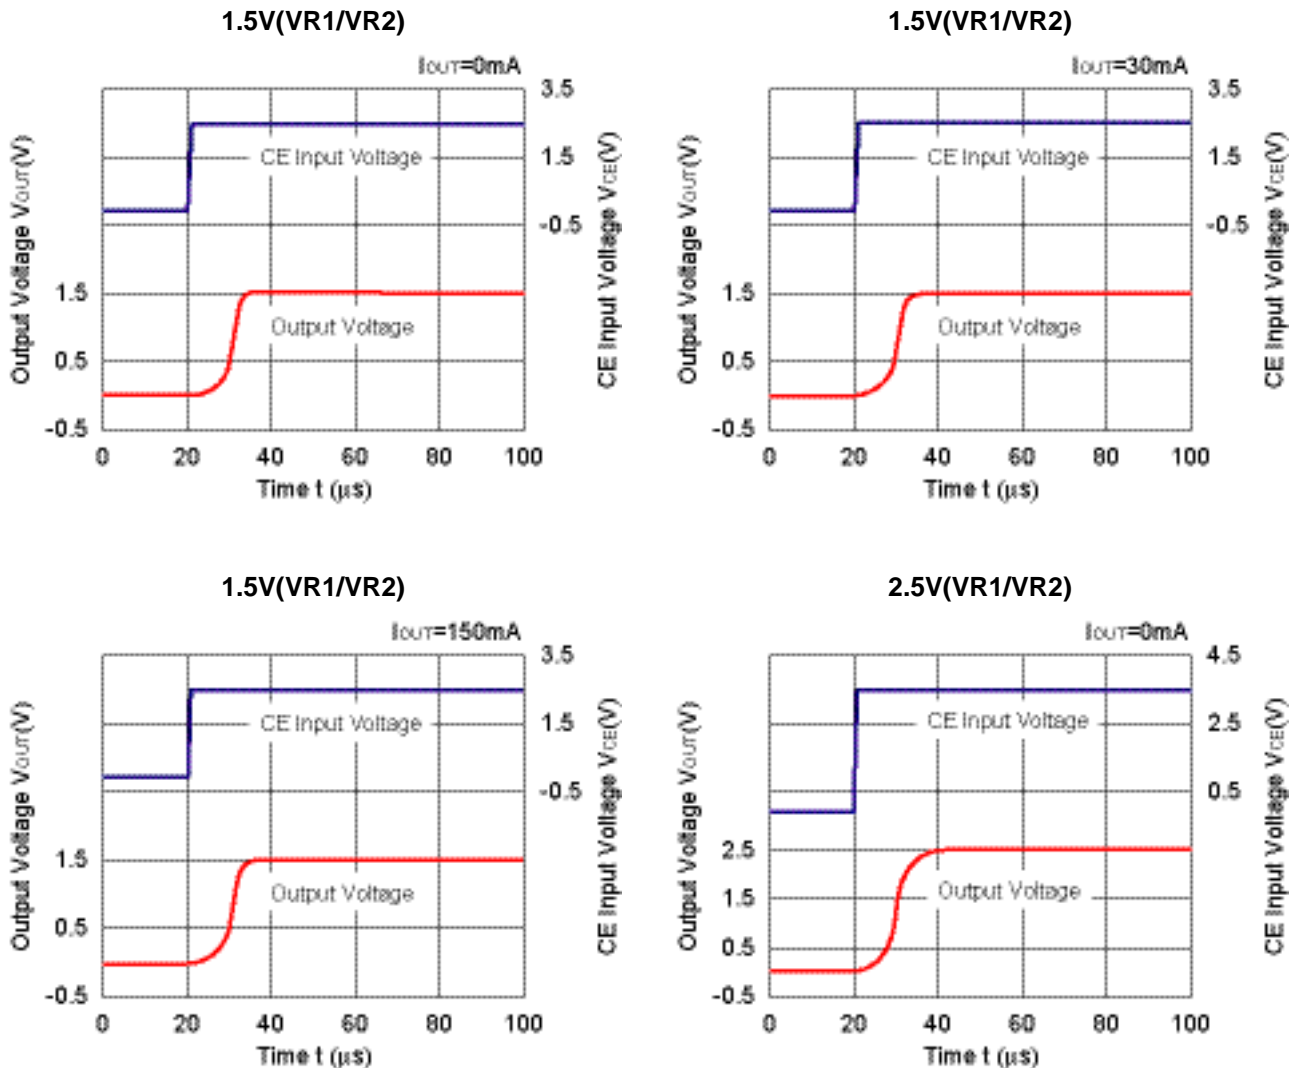 1.5V(VR1/VR2)
IOUT=0mA
3.5
1.5
-0.5
CE Input Voltage
Output Voltage
1.5
0.5
-0.5
0 20 40 60 80 100
Time t (μs)
Output Voltage VOUT(V)
CE Input Voltage VCE(V)
1.5V(VR1/VR2)
IOUT=30mA
3.5
1.5
-0.5
CE Input Voltage
Output Voltage
1.5
0.5
-0.5
0 20 40 60 80 100
Time t (μs)
Output Voltage VOUT(V)
CE Input Voltage VCE(V)
1.5V(VR1/VR2)
IOUT=150mA
3.5
1.5
-0.5
CE Input Voltage
Output Voltage
1.5
0.5
-0.5
0 20 40 60 80 100
Time t (μs)
Output Voltage VOUT(V)
CE Input Voltage VCE(V)
2.5V(VR1/VR2)
IOUT=0mA
4.5
2.5
0.5
CE Input Voltage
Output Voltage
2.5
1.5
0.5
-0.5
0 20 40 60 80 100
Time t (μs)
Output Voltage VOUT(V)
CE Input Voltage VCE(V)